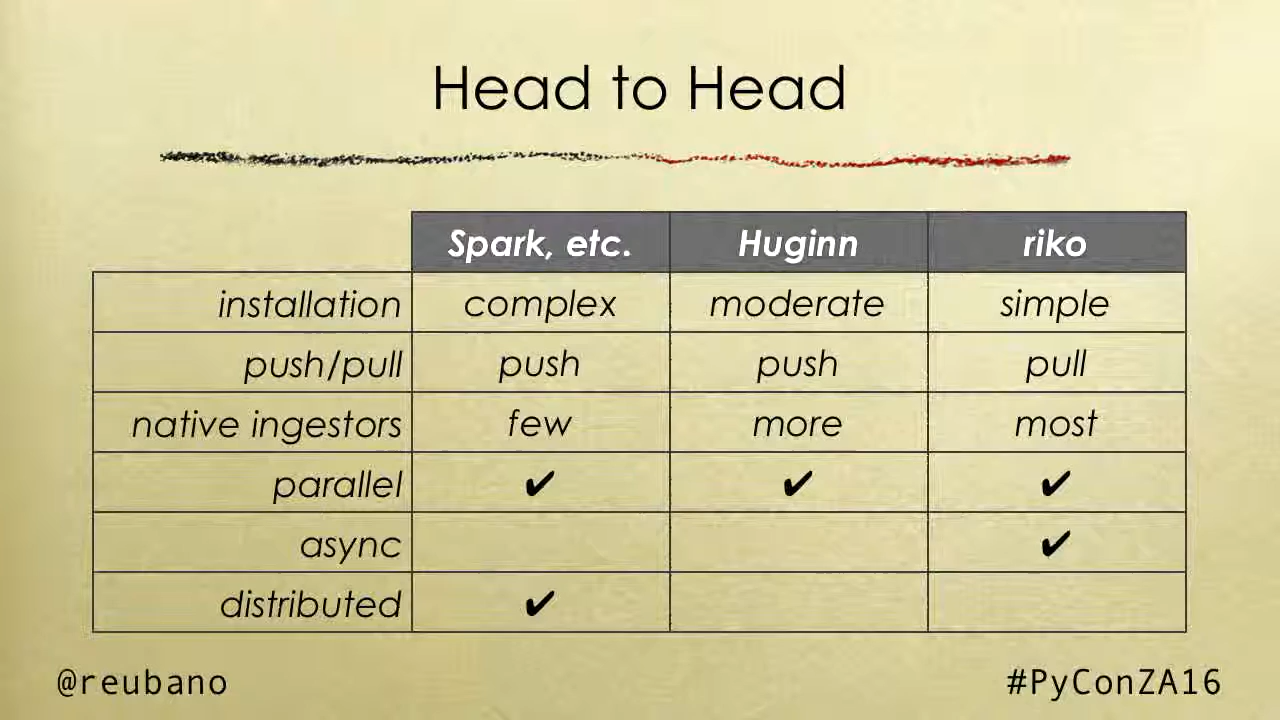 Head to Head
Spark, etc. Huginn riko
installation complex moderate simple
push/pull push push pull
native ingestors few more most
parallel ✔ ✔ ✔
async ✔
distributed ✔
@reubano #PyConZA16